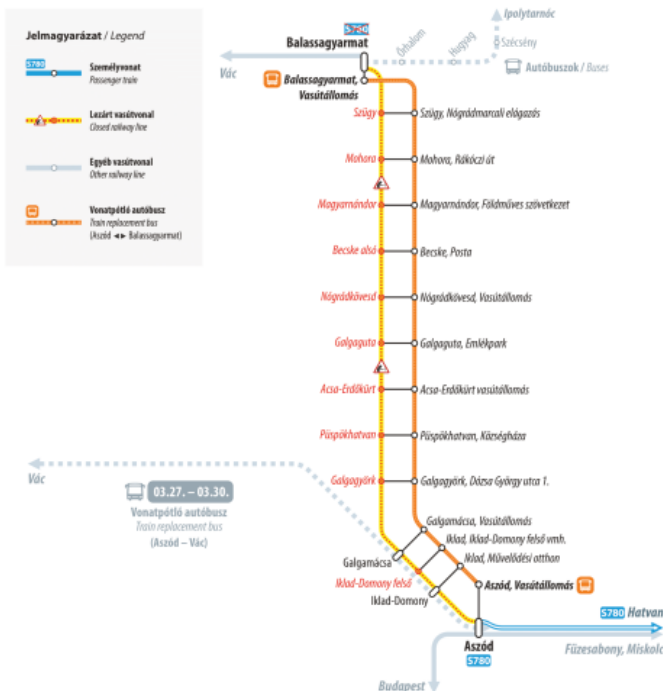 Jelmagyarázat / Legend
S780
Személyvonat
Passenger train
Lezárt vasútvonal
Closed railway line
Egyéb vasútvonal
Other railway line
Vonatpótló autóbusz
Train replacement bus
(Aszód ◄► Balassagyarmat)
Ipolytarnóc
Szécsény
Hugyag
Őrhalom
Autóbuszok / Buses
Balassagyarmat
Vác
Balassagyarmat,
Vasútállomás
Szügy
Szügy, Nógrádmarcali elágazás
Mohora
Mohora, Rákóczi út
Magyarnándor
Magyarnándor, Földműves szövetkezet
Becske alsó
Becske, Posta
Nógrádkövesd
Nógrádkövesd, Vasútállomás
Galgaguta
Galgaguta, Emlékpark
Acsa-Erdőkürt
Acsa-Erdőkürt vasútállomás
Püspökhatvan
Püspökhatvan, Községháza
Galgagyörk
Galgagyörk, Dózsa György utca 1.
Vác
03.27. – 03.30.
Vonatpótló autóbusz
Train replacement bus
(Aszód – Vác)
Galgamácsa, Vasútállomás
Iklad, Iklad-Domony felső vmh.
Iklad, Művelődési otthon
Galgamácsa
Iklad-Domony felső
Iklad-Domony
Aszód, Vasútállomás
S780 Hatvan
Aszód
S780
Füzesabony, Miskolc
Budapest